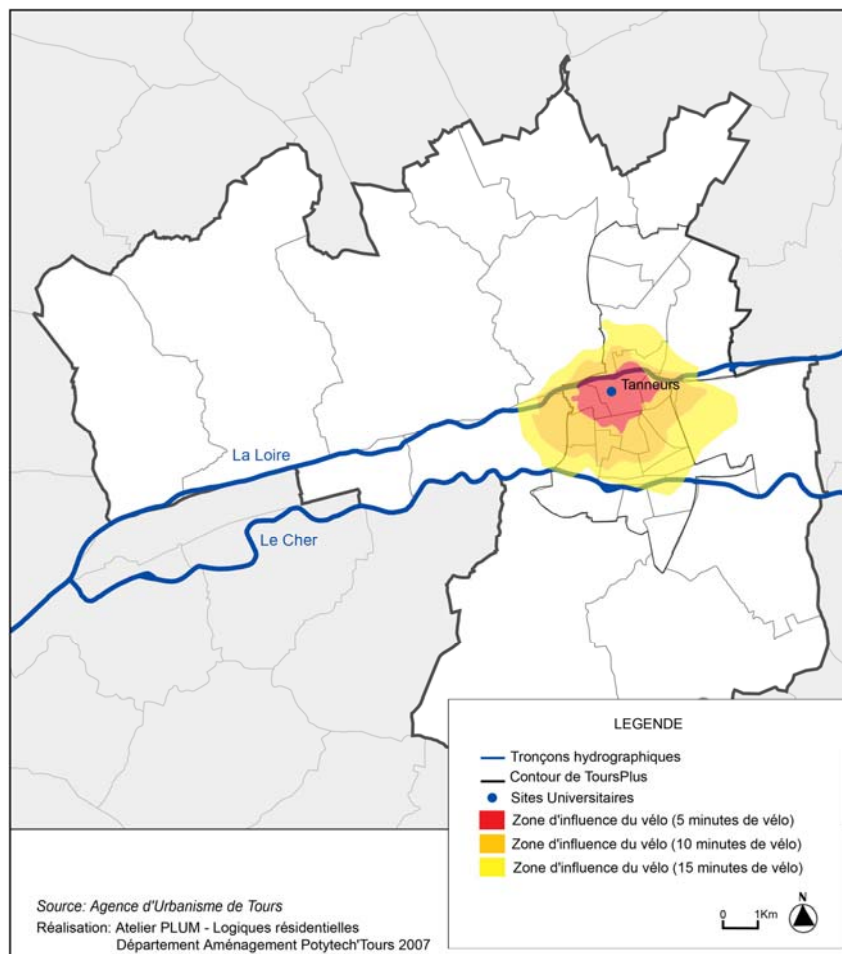 Tanneurs
La Loire
Le Cher
LEGENDE
Tronçons hydrographiques
Contour de ToursPlus
Sites Universitaires
Zone d'influence du vélo (5 minutes de vélo)
Zone d'influence du vélo (10 minutes de vélo)
Zone d'influence du vélo (15 minutes de vélo)
N
0 1Km
Source: Agence d'Urbanisme de Tours
Réalisation: Atelier PLUM - Logiques résidentielles
Département Aménagement Potytech'Tours 2007